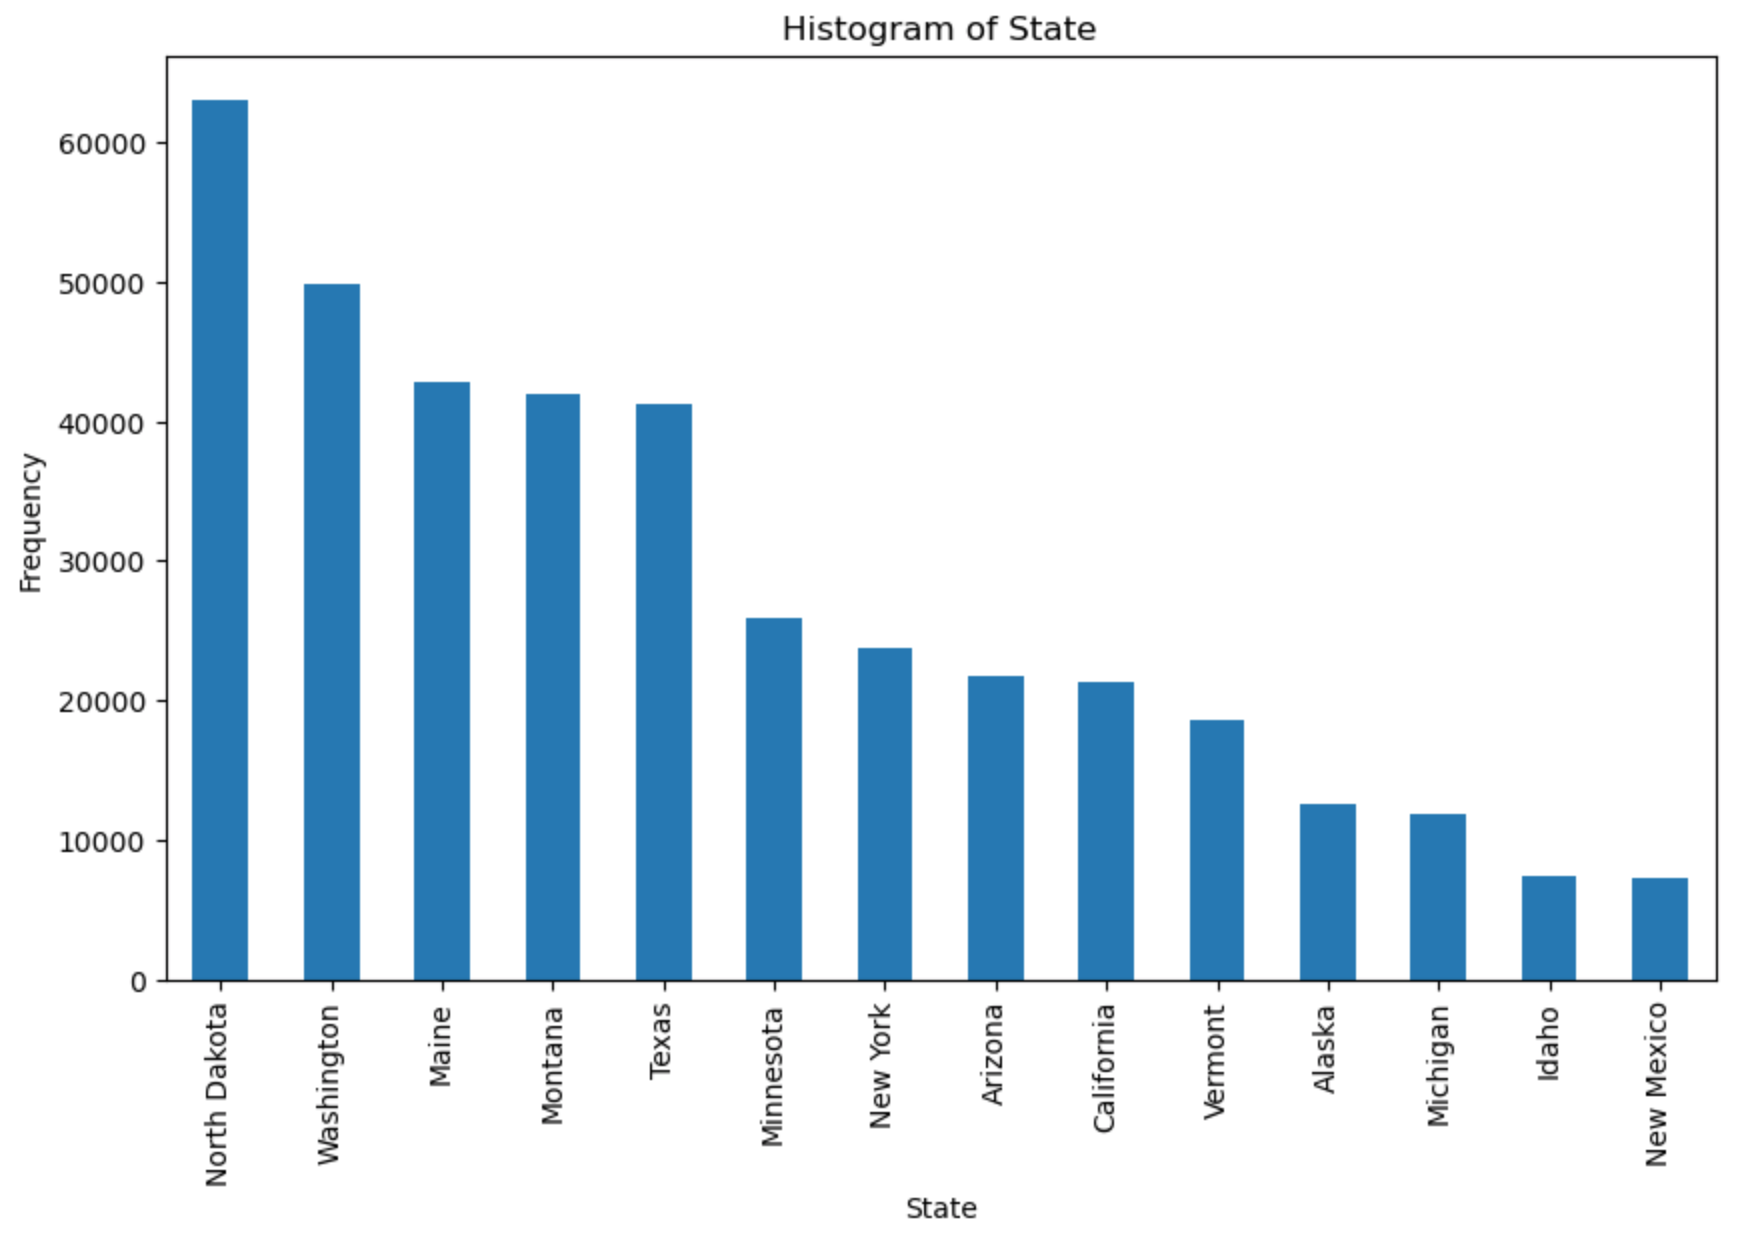 Histogram of State
Frequency
60000
50000
40000
30000
20000
10000
0
North Dakota
Washington
Maine
Montana
Texas
Minnesota
New York
Arizona
California
Vermont
Alaska
Michigan
Idaho
New Mexico
State